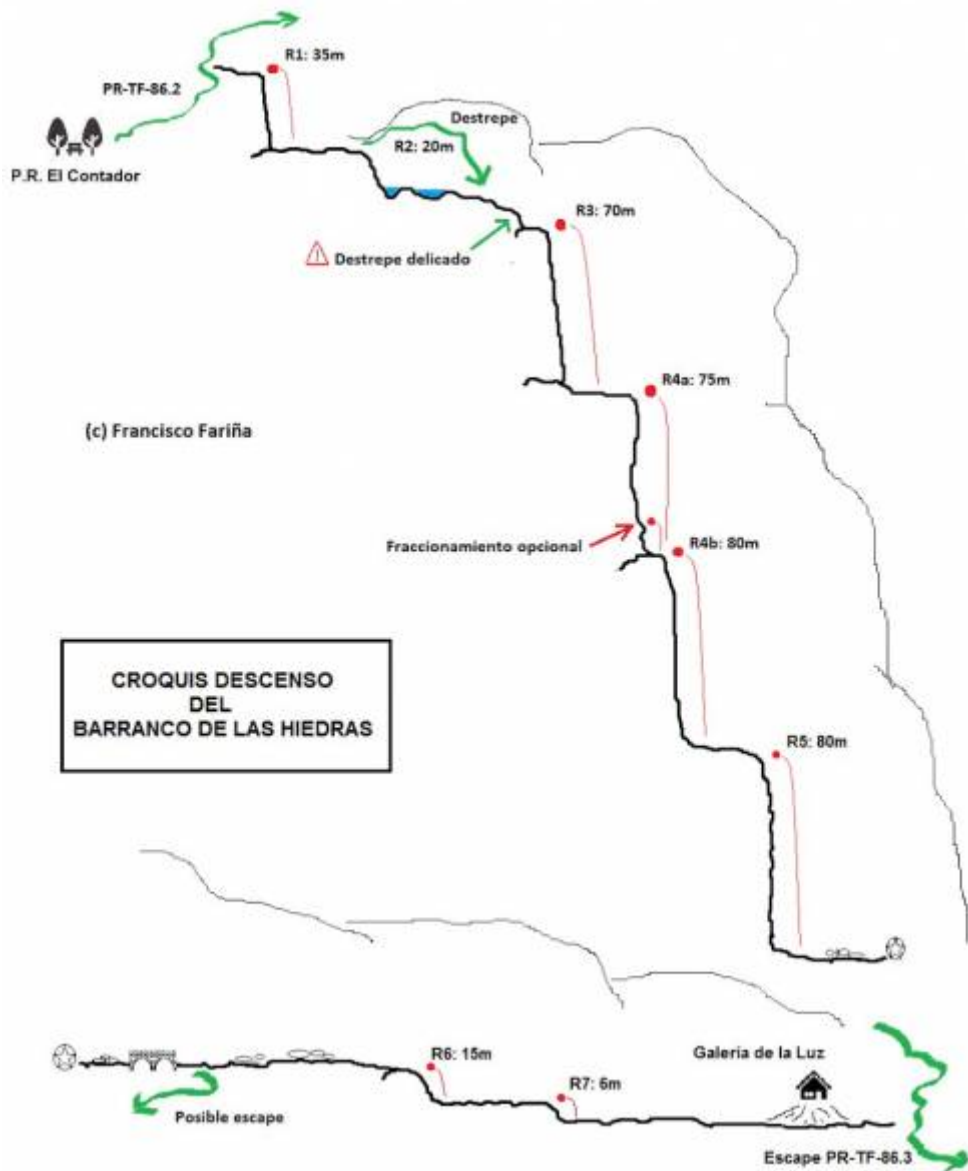 R1: 35m
PR-TF-86.2
Destrepe
R2: 20m
P.R. El Contador
R3: 70m
Destrepe delicado
R4a: 75m
(c) Francisco Fariña
Fraccionamiento opcional
R4b: 80m
CROQUIS DESCENSO
DEL
BARRANCO DE LAS HIEDRAS
R5: 80m
R6: 15m
Galería de la Luz
R7: 6m
Posible escape
Escape PR-TF-86.3